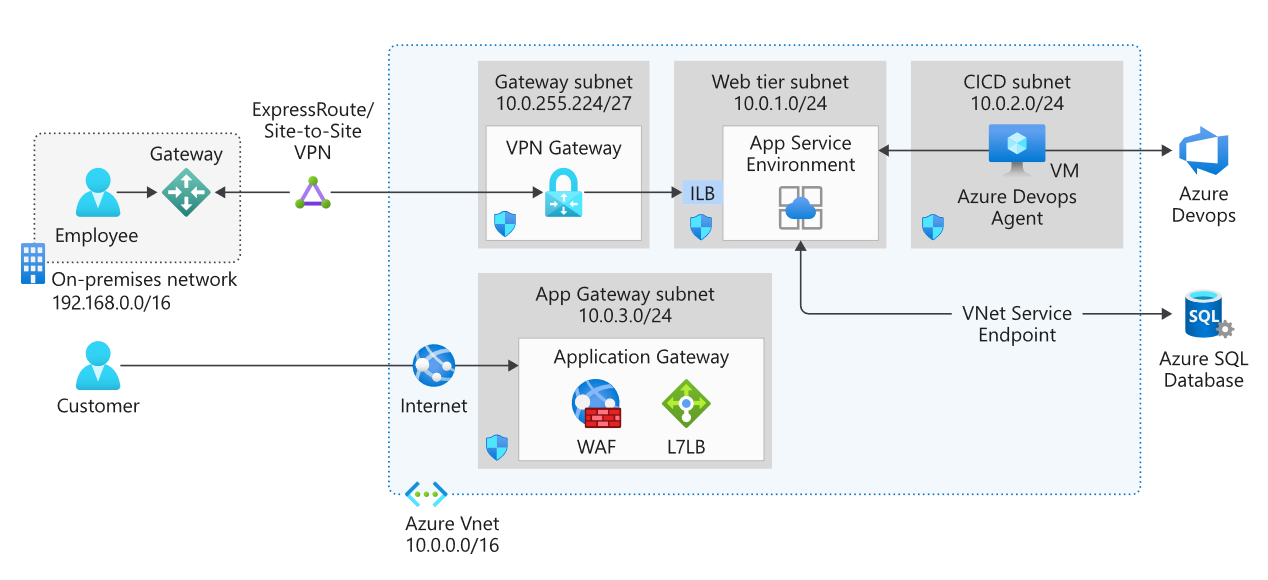 ExpressRoute/
Site-to-Site
VPN
Gateway
Employee
On-premises network
192.168.0.0/16
Gateway subnet
10.0.255.224/27
VPN Gateway
Web tier subnet
10.0.1.0/24
ILB
App Service
Environment
CICD subnet
10.0.2.0/24
VM
Azure Devops
Agent
Azure
Devops
App Gateway subnet
10.0.3.0/24
Application Gateway
WAF
L7LB
VNet Service
Endpoint
SQL
Azure SQL
Database
Customer
Internet
Azure Vnet
10.0.0.0/16